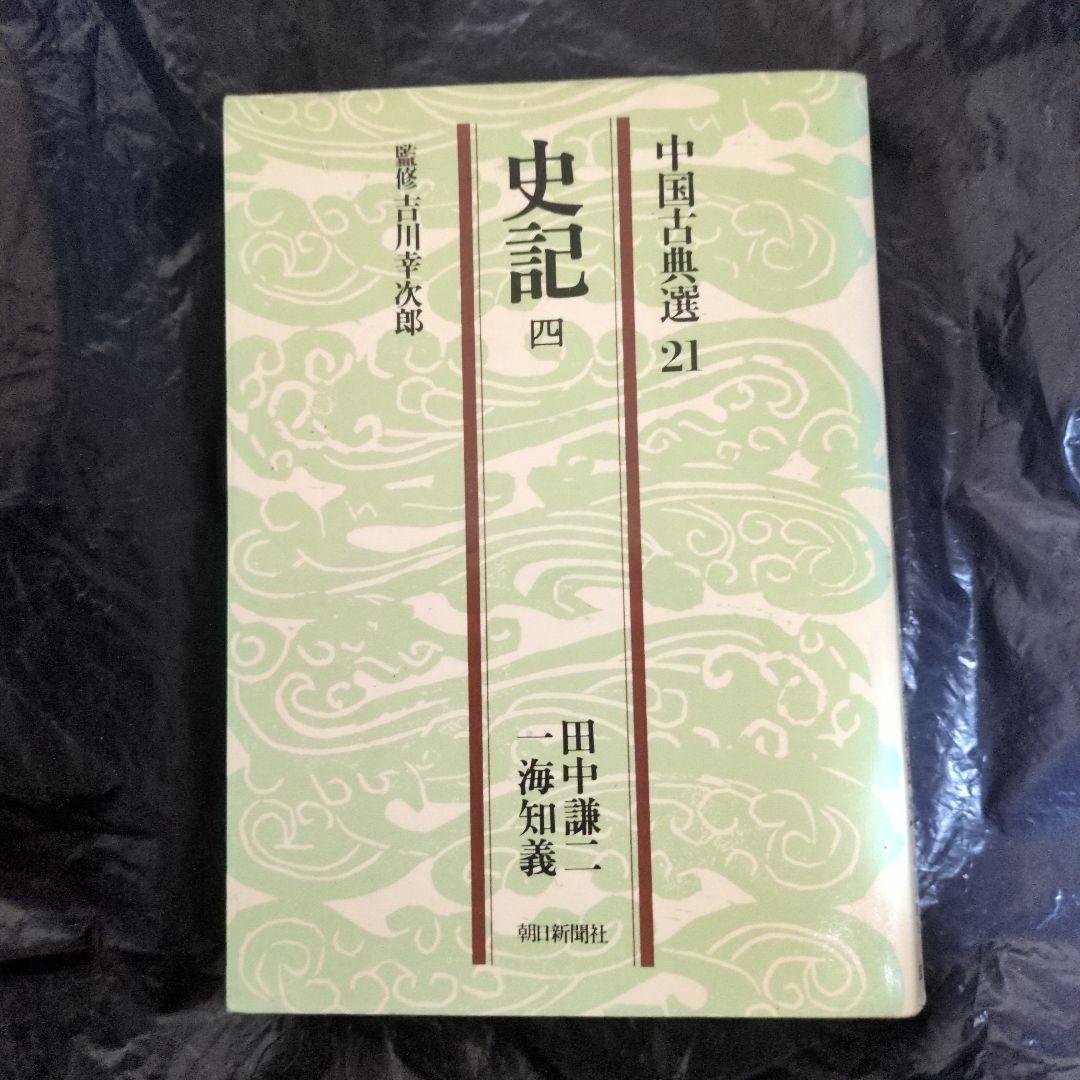 中国古典選 21
史記 四
田中謙二
一海知義
朝日新聞社
監修 吉川幸次郎